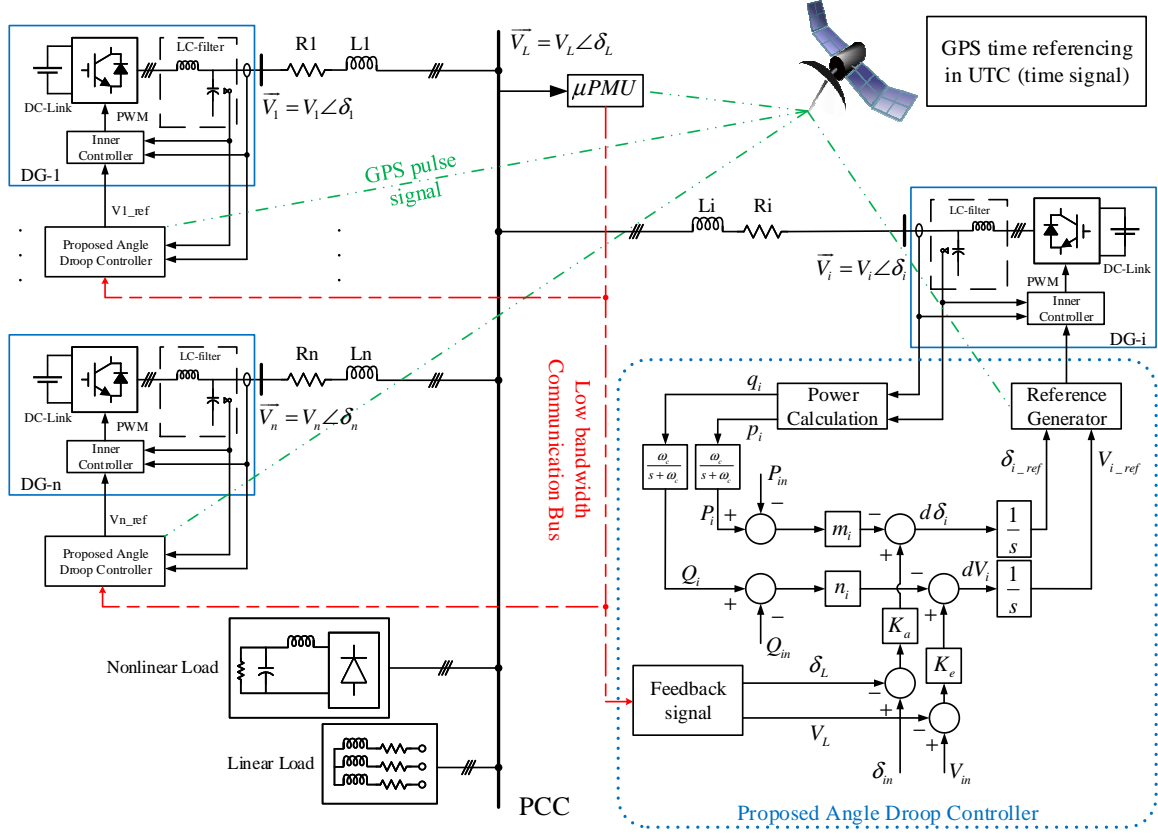 LC-filter
DC-Link
PWM
Inner
Controller
DG-1
V1_ref
Proposed Angle
Droop Controller
R1
L1
V₁ = V₁∠δ₁
V_L = V_L∠δ_L
μPMU
GPS time referencing
in UTC (time signal)
GPS pulse
signal
Li
Ri
V_i = V_i∠δ_i
LC-filter
DC-Link
PWM
Inner
Controller
DG-i
LC-filter
DC-Link
PWM
Inner
Controller
DG-n
Vn_ref
Proposed Angle
Droop Controller
Rn
Ln
V_n = V_n∠δ_n
Low bandwidth
Communication Bus
q_i
Power
Calculation
p_i
Reference
Generator
ω_c / s + ω_c
ω_c / s + ω_c
P_in
δ_i_ref
V_i_ref
P_i
+
−
m_i
−
+
dδ_i
1/s
Q_i
+
−
n_i
−
+
dV_i
1/s
Q_in
K_a
K_e
Feedback
signal
δ_L
−
+
V_L
−
+
δ_in
V_in
Nonlinear Load
Linear Load
PCC
Proposed Angle Droop Controller